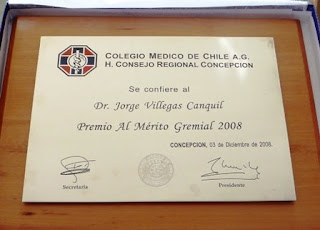 COLEGIO MEDICO DE CHILE A.G.
H. CONSEJO REGIONAL CONCEPCION
Se confiere al
Dr. Jorge Villegas Canquil
Premio Al Mérito Gremial 2008
CONCEPCION, 03 de Diciembre de 2008.
Secretaria
Presidente